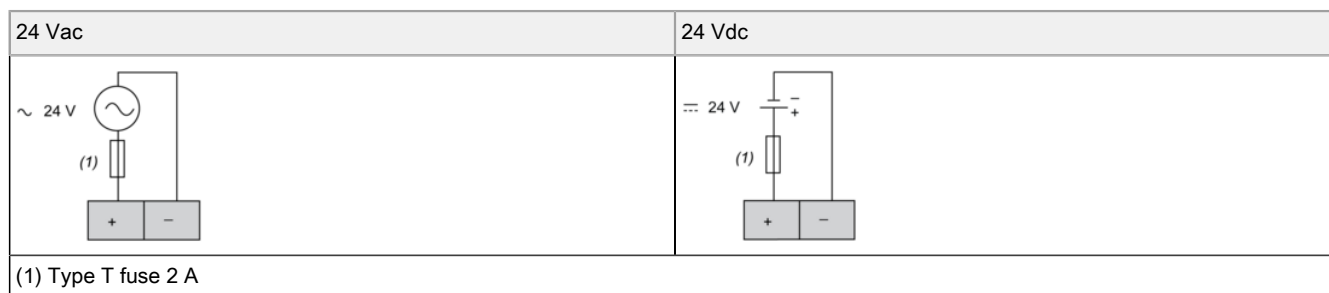 24 Vac
24 Vdc
~ 24 V
(1)
+ −
⎓ 24 V
−
+
(1)
+ −
(1) Type T fuse 2 A